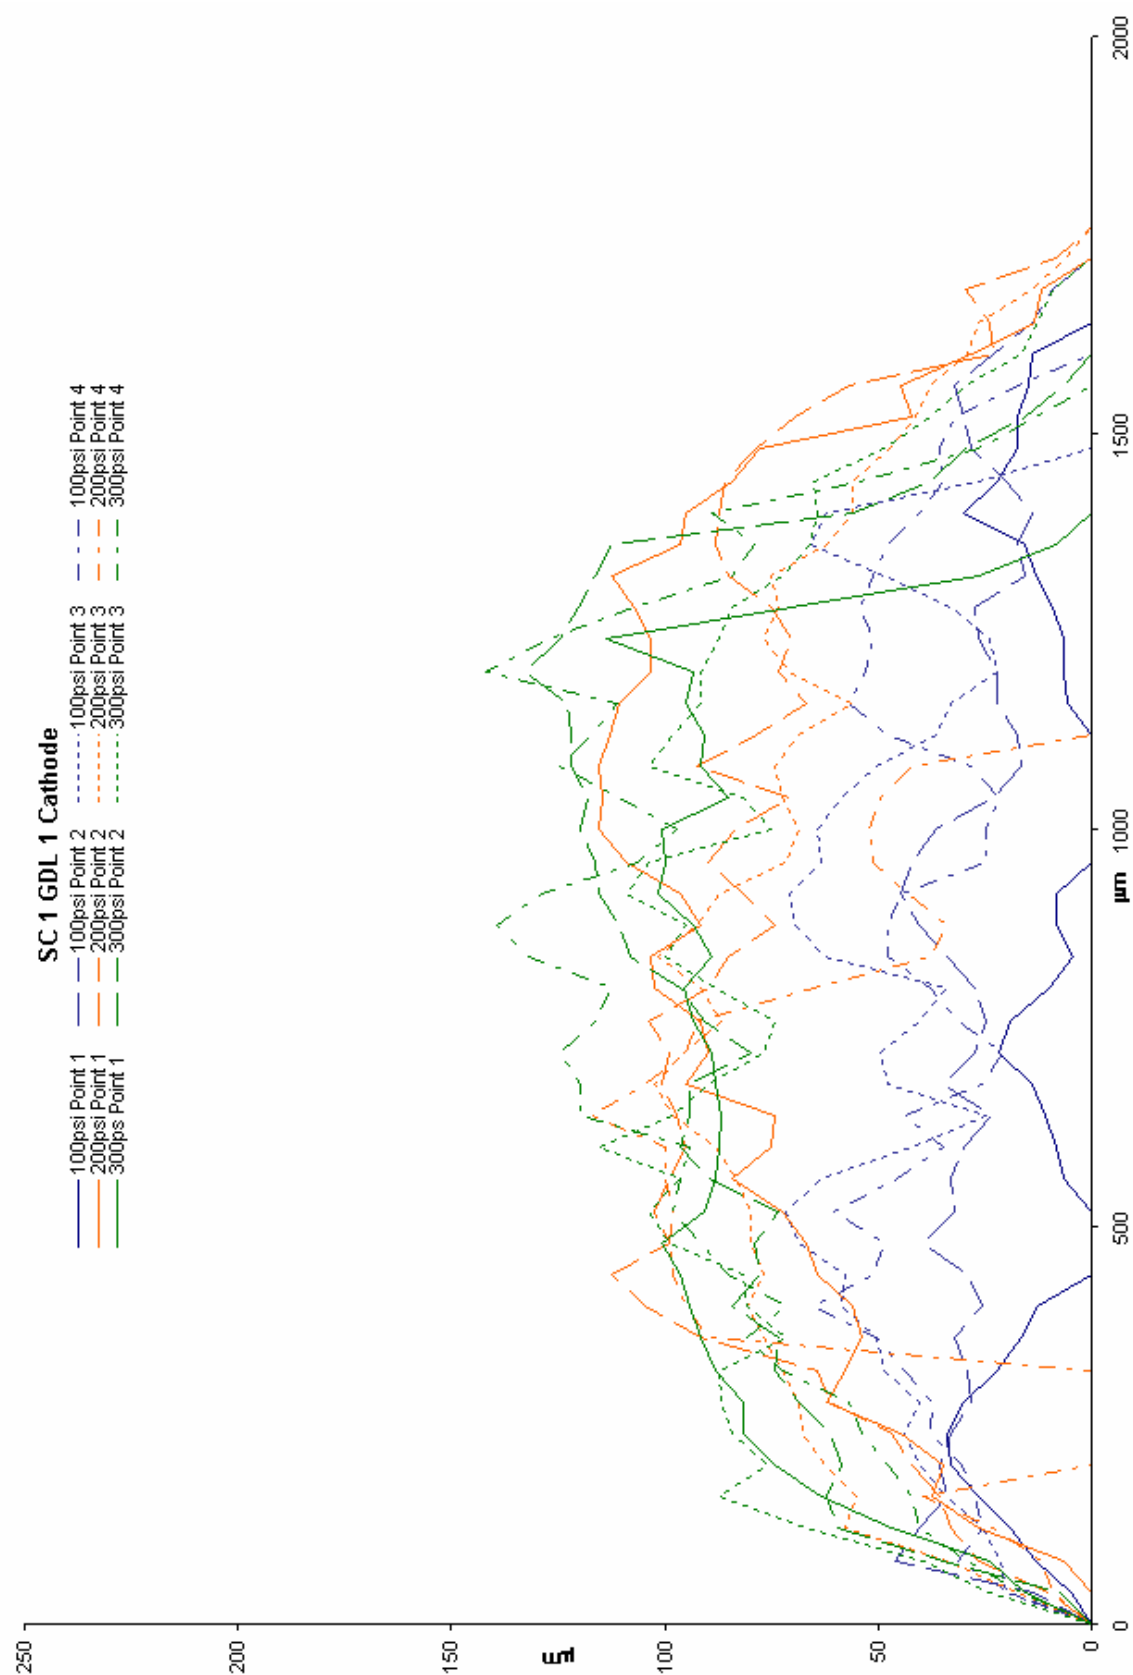 SC 1 GDL 1 Cathode
100psi Point 1 100psi Point 2 100psi Point 3 100psi Point 4
200psi Point 1 200psi Point 2 200psi Point 3 200psi Point 4
300ps Point 1 300psi Point 2 300psi Point 3 300psi Point 4
250
200
150
100
50
0
µm
0 500 1000 1500 2000
µm